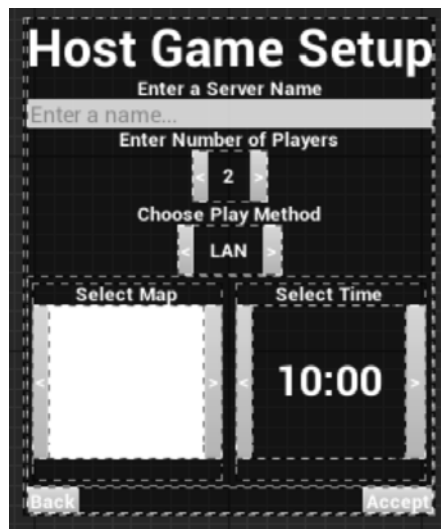 Host Game Setup
Enter a Server Name
Enter a name...
Enter Number of Players
< 2 >
Choose Play Method
< LAN >
Select Map Select Time
< > < 10:00 >
Back Accept